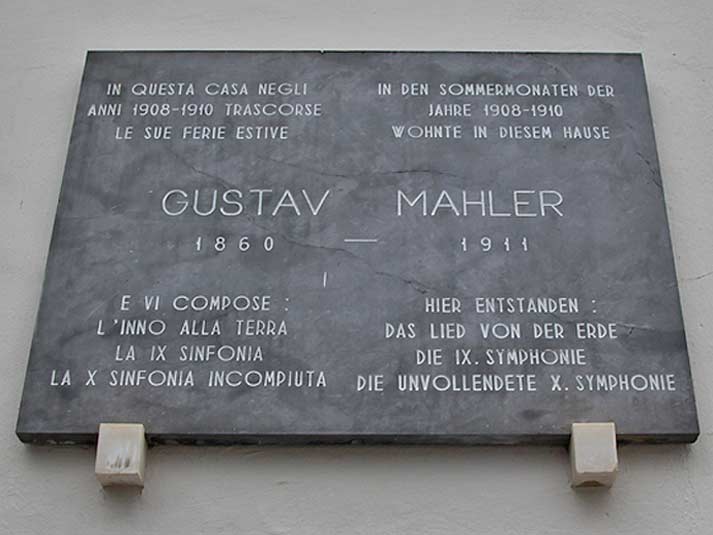 IN QUESTA CASA NEGLI
ANNI 1908-1910 TRASCORSE
LE SUE FERIE ESTIVE
IN DEN SOMMERMONATEN DER
JAHRE 1908-1910
WOHNTE IN DIESEM HAUSE
GUSTAV MAHLER
1860 — 1911
E VI COMPOSE :
L'INNO ALLA TERRA
LA IX SINFONIA
LA X SINFONIA INCOMPIUTA
HIER ENTSTANDEN :
DAS LIED VON DER ERDE
DIE IX. SYMPHONIE
DIE UNVOLLENDETE X. SYMPHONIE